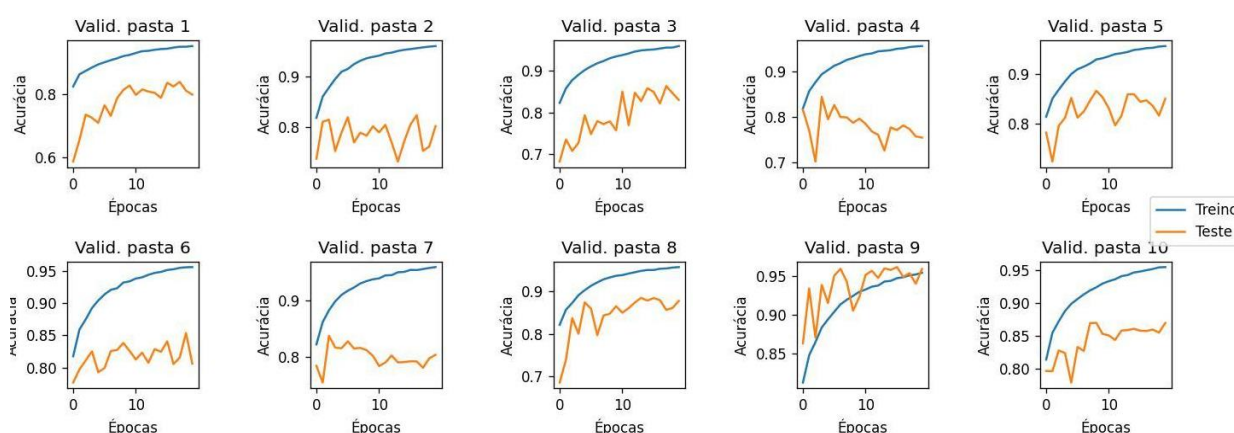 Valid. pasta 1
Valid. pasta 2
Valid. pasta 3
Valid. pasta 4
Valid. pasta 5
Acurácia
0.8
0.6
0 10
Épocas
Acurácia
0.9
0.8
0 10
Épocas
Acurácia
0.9
0.8
0.7
0 10
Épocas
Acurácia
0.9
0.8
0.7
0 10
Épocas
Acurácia
0.9
0.8
0 10
Épocas
Treino
Teste
Valid. pasta 6
Valid. pasta 7
Valid. pasta 8
Valid. pasta 9
Valid. pasta 10
Acurácia
0.95
0.90
0.85
0.80
0 10
Épocas
Acurácia
0.9
0.8
0 10
Épocas
Acurácia
0.9
0.8
0.7
0 10
Épocas
Acurácia
0.95
0.90
0.85
0 10
Épocas
Acurácia
0.95
0.90
0.85
0.80
0 10
Épocas